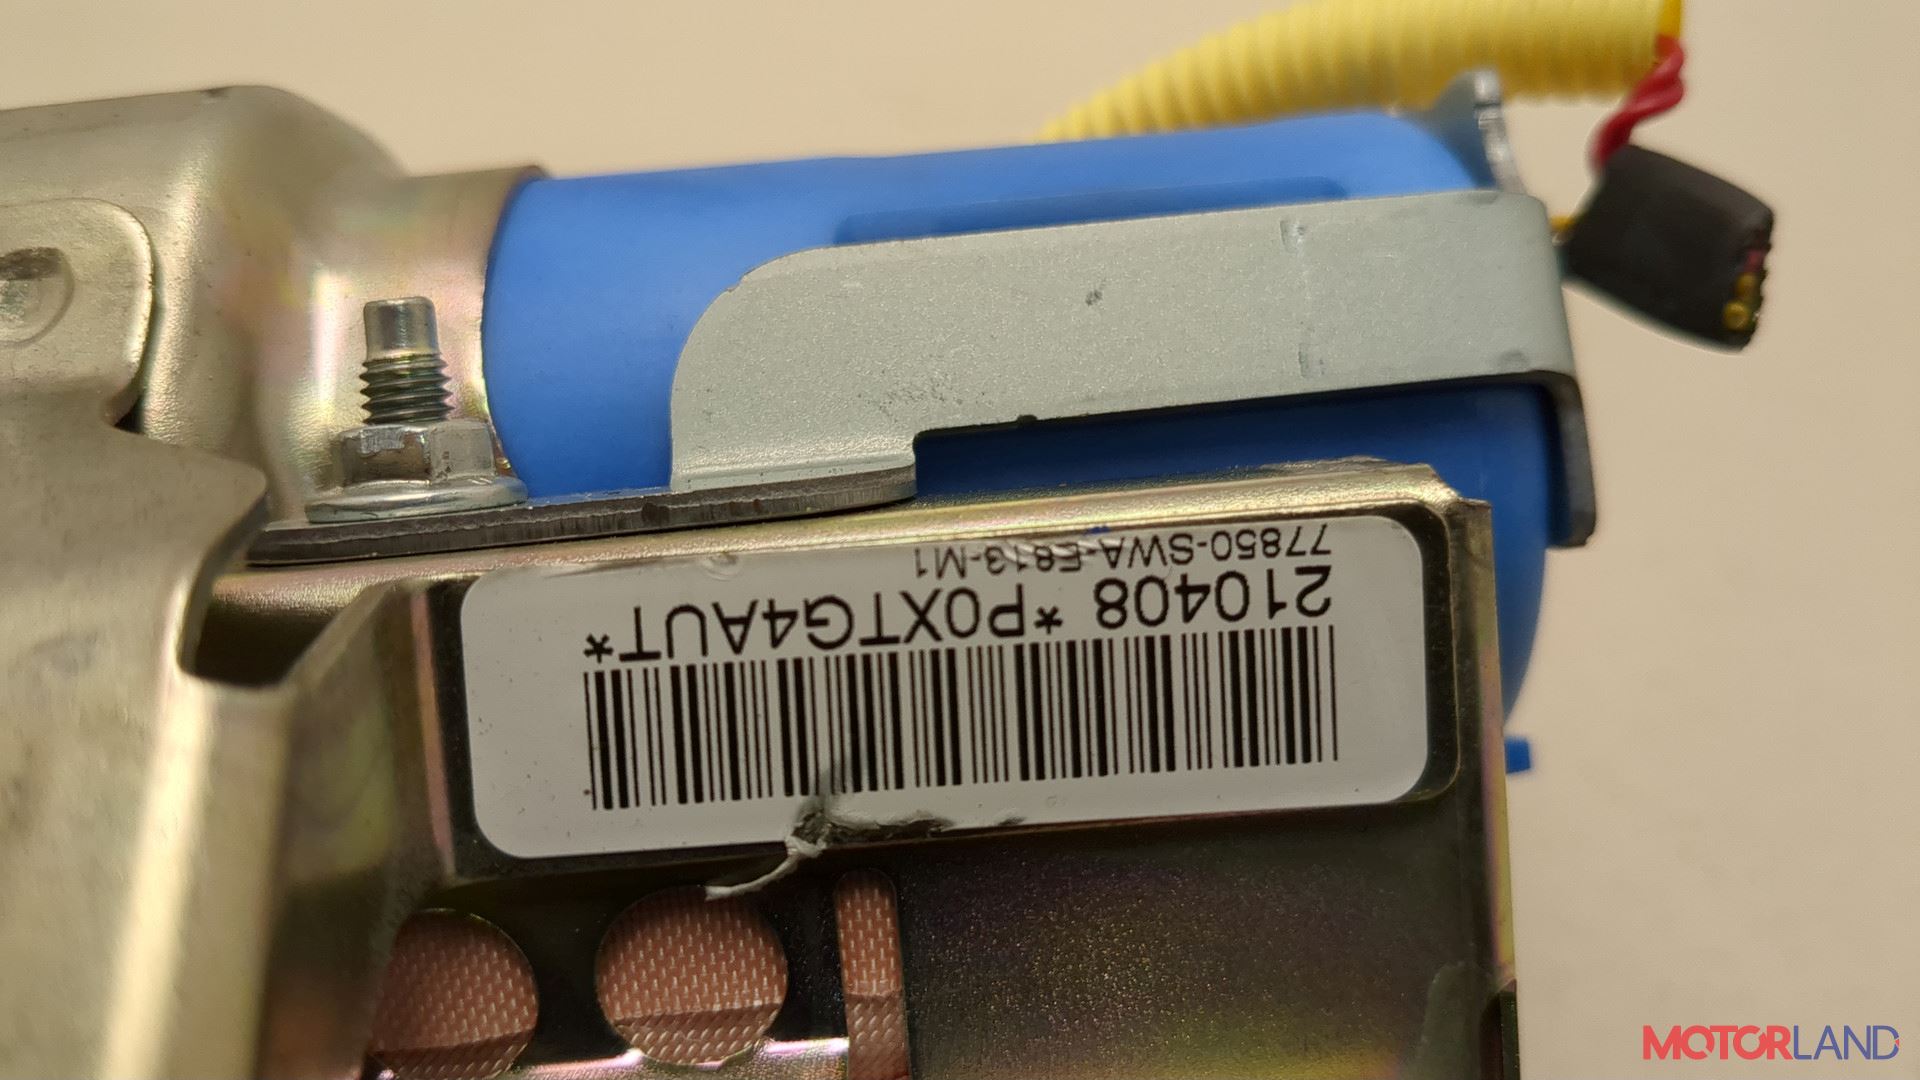 77850-SWA-E813-M1
210408 *P0XTG4AUT*
MOTORLAND